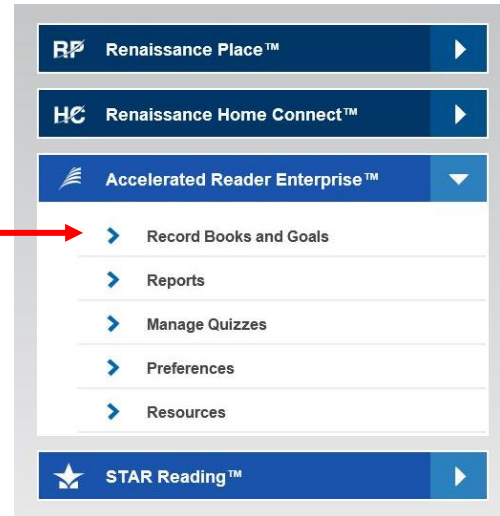 RP Renaissance Place™
HC Renaissance Home Connect™
Accelerated Reader Enterprise™
Record Books and Goals
Reports
Manage Quizzes
Preferences
Resources
STAR Reading™